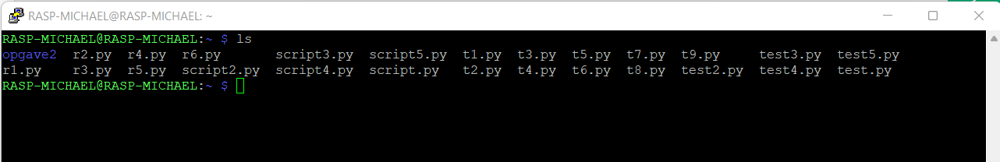 RASP-MICHAEL@RASP-MICHAEL: ~
RASP-MICHAEL@RASP-MICHAEL:~ $ ls
opgave2  r2.py  r4.py  r6.py       script3.py  script5.py  t1.py  t3.py  t5.py  t7.py  t9.py     test3.py  test5.py
r1.py    r3.py  r5.py  script2.py  script4.py  script.py   t2.py  t4.py  t6.py  t8.py  test2.py  test4.py  test.py
RASP-MICHAEL@RASP-MICHAEL:~ $